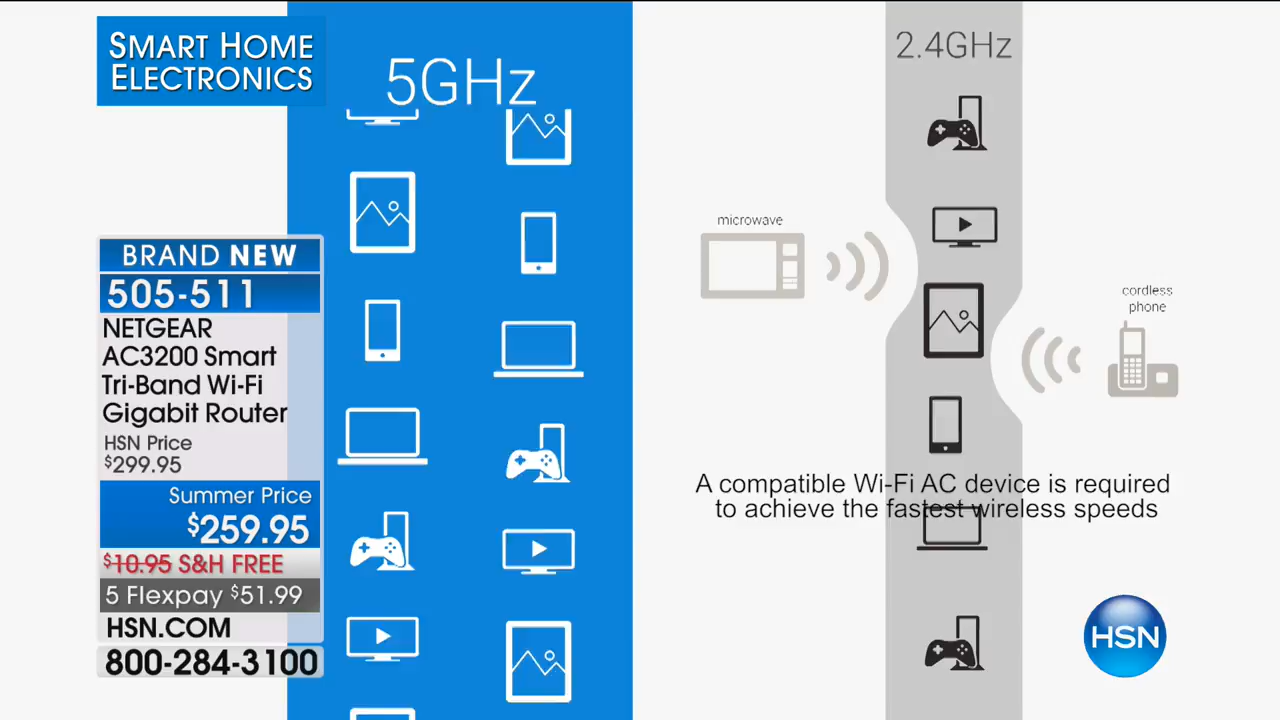 SMART HOME
ELECTRONICS
5GHz
2.4GHz
microwave
cordless
phone
BRAND NEW
505-511
NETGEAR
AC3200 Smart
Tri-Band Wi-Fi
Gigabit Router
HSN Price
$299.95
Summer Price
$259.95
$10.95 S&H FREE
5 Flexpay $51.99
HSN.COM
800-284-3100
A compatible Wi-Fi AC device is required
to achieve the fastest wireless speeds
HSN